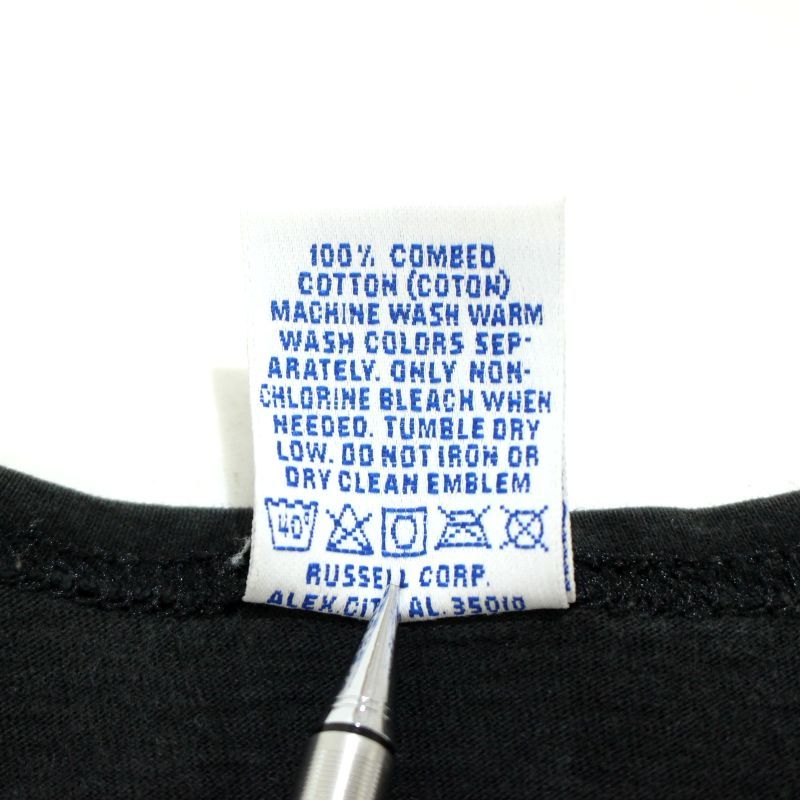 100% COMBED
COTTON (COTON)
MACHINE WASH WARM
WASH COLORS SEP-
ARATELY. ONLY NON-
CHLORINE BLEACH WHEN
NEEDED. TUMBLE DRY
LOW. DO NOT IRON OR
DRY CLEAN EMBLEM
40°
RUSSELL CORP.
ALEX. CITY AL. 35010